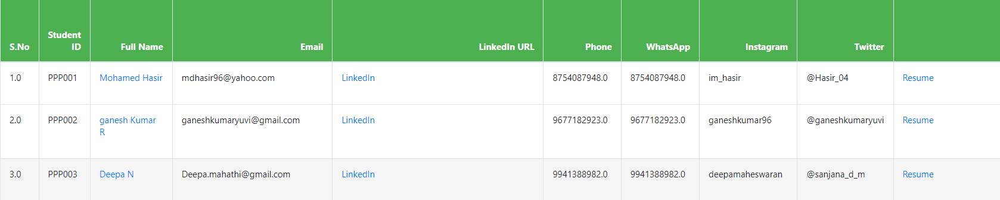 S.No Student ID Full Name Email LinkedIn URL Phone WhatsApp Instagram Twitter
1.0 PPP001 Mohamed Hasir mdhasir96@yahoo.com LinkedIn 8754087948.0 8754087948.0 im_hasir @Hasir_04 Resume
2.0 PPP002 ganesh Kumar R ganeshkumaryuvi@gmail.com LinkedIn 9677182923.0 9677182923.0 ganeshkumar96 @ganeshkumaryuvi Resume
3.0 PPP003 Deepa N Deepa.mahathi@gmail.com LinkedIn 9941388982.0 9941388982.0 deepamaheswaran @sanjana_d_m Resume